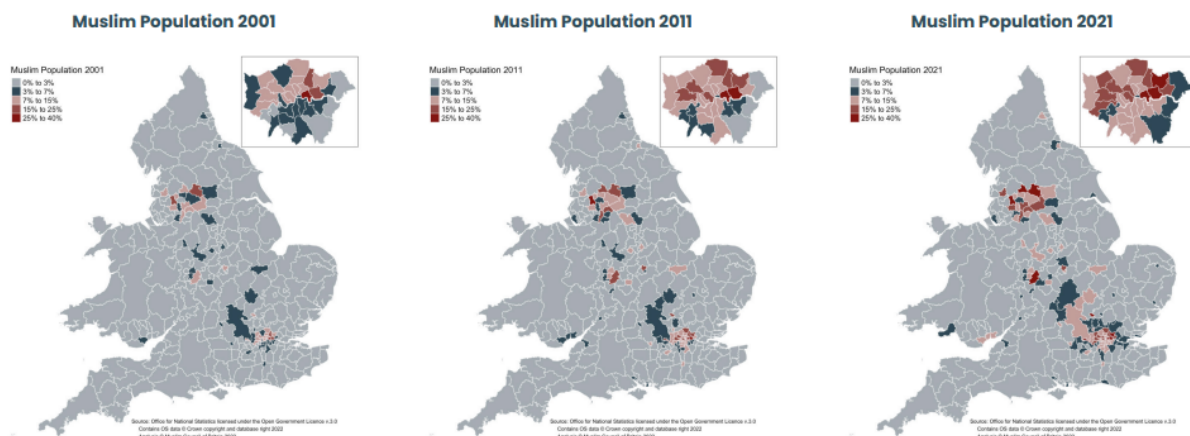 Muslim Population 2001
Muslim Population 2001
0% to 3%
3% to 7%
7% to 15%
15% to 25%
25% to 40%
Source: Office for National Statistics licensed under the Open Government Licence v.3.0
Contains OS data © Crown copyright and database right 2022
Muslim Population 2011
Muslim Population 2011
0% to 3%
3% to 7%
7% to 15%
15% to 25%
25% to 40%
Source: Office for National Statistics licensed under the Open Government Licence v.3.0
Contains OS data © Crown copyright and database right 2022
Muslim Population 2021
Muslim Population 2021
0% to 3%
3% to 7%
7% to 15%
15% to 25%
25% to 40%
Source: Office for National Statistics licensed under the Open Government Licence v.3.0
Contains OS data © Crown copyright and database right 2022